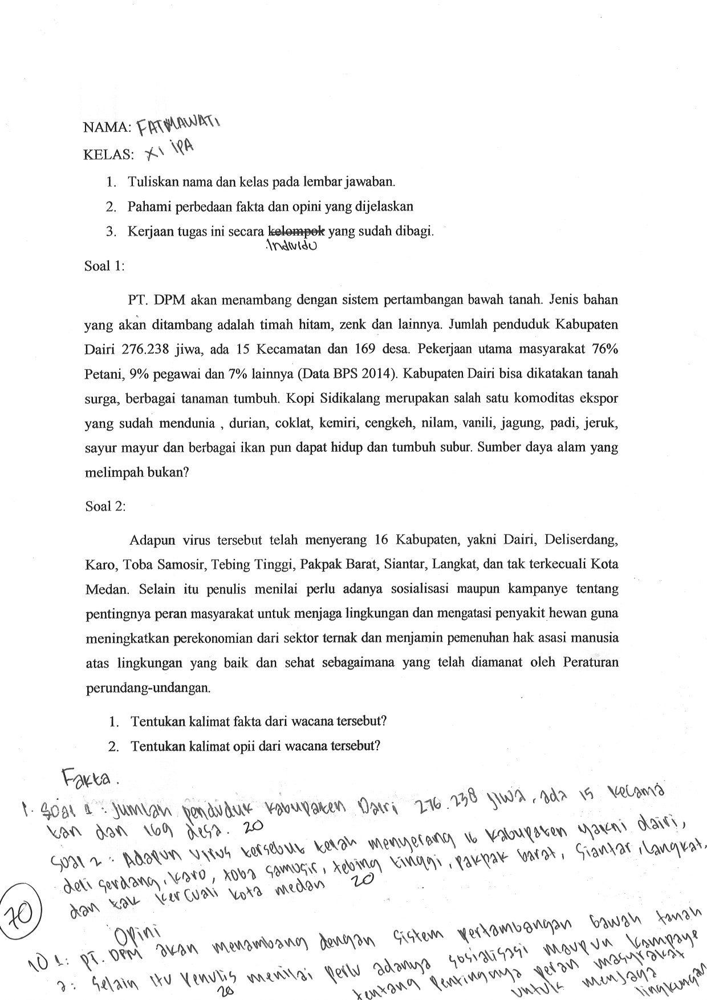 NAMA: FATMAWATI
KELAS: XI IPA
1. Tuliskan nama dan kelas pada lembar jawaban.
2. Pahami perbedaan fakta dan opini yang dijelaskan
3. Kerjaan tugas ini secara kelompok yang sudah dibagi.
Individu
Soal 1:
PT. DPM akan menambang dengan sistem pertambangan bawah tanah. Jenis bahan
yang akan ditambang adalah timah hitam, zenk dan lainnya. Jumlah penduduk Kabupaten
Dairi 276.238 jiwa, ada 15 Kecamatan dan 169 desa. Pekerjaan utama masyarakat 76%
Petani, 9% pegawai dan 7% lainnya (Data BPS 2014). Kabupaten Dairi bisa dikatakan tanah
surga, berbagai tanaman tumbuh. Kopi Sidikalang merupakan salah satu komoditas ekspor
yang sudah mendunia , durian, coklat, kemiri, cengkeh, nilam, vanili, jagung, padi, jeruk,
sayur mayur dan berbagai ikan pun dapat hidup dan tumbuh subur. Sumber daya alam yang
melimpah bukan?
Soal 2:
Adapun virus tersebut telah menyerang 16 Kabupaten, yakni Dairi, Deliserdang,
Karo, Toba Samosir, Tebing Tinggi, Pakpak Barat, Siantar, Langkat, dan tak terkecuali Kota
Medan. Selain itu penulis menilai perlu adanya sosialisasi maupun kampanye tentang
pentingnya peran masyarakat untuk menjaga lingkungan dan mengatasi penyakit hewan guna
meningkatkan perekonomian dari sektor ternak dan menjamin pemenuhan hak asasi manusia
atas lingkungan yang baik dan sehat sebagaimana yang telah diamanat oleh Peraturan
perundang-undangan.
1. Tentukan kalimat fakta dari wacana tersebut?
2. Tentukan kalimat opii dari wacana tersebut?
Fakta.
1. Soal 1 : Jumlah penduduk kabupaten Dairi 276.238 jiwa, ada 15 kecama
tan dan 169 desa. 20
Soal 2 : Adapun virus tersebut telah menyerang 16 kabupaten yakni dairi,
deli serdang, karo, toba samosir, tebing tinggi, pakpak barat, siantar, langkat,
dan tak kercuali kota medan 20
70
Opini
10 1: PT. DPM akan menambang dengan sistem pertambangan bawah tanah
2: Selain itu penulis menilai perlu adanya sosialisasi maupun kampaye
20 tentang pentingnya peran masyrakat
untuk menjaga
lingkungan